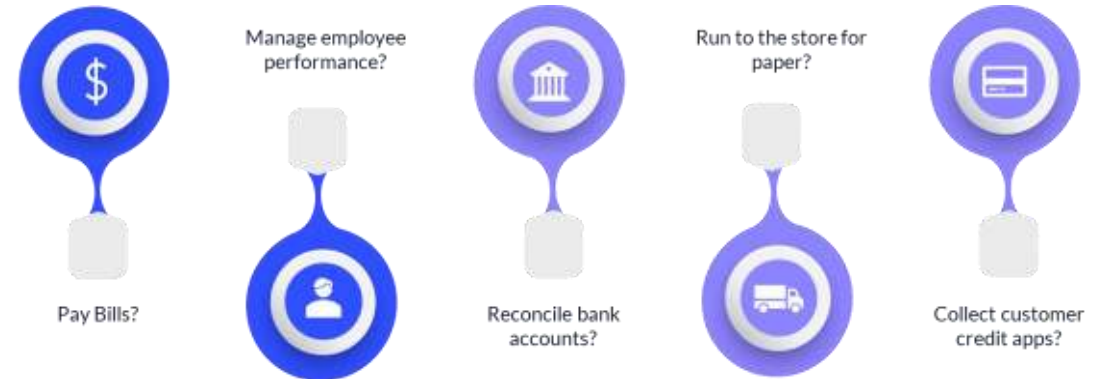 Manage employee
performance?
Run to the store for
paper?
Pay Bills?
Reconcile bank
accounts?
Collect customer
credit apps?